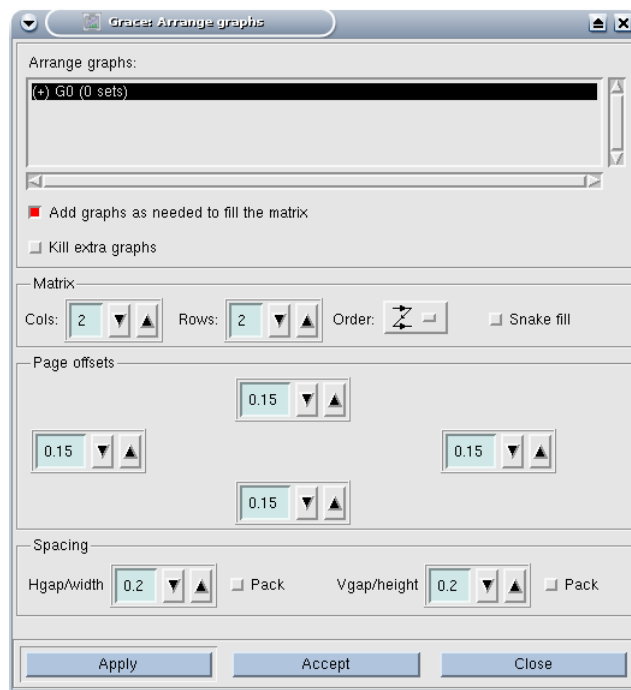 Grace: Arrange graphs
Arrange graphs:
(+) G0 (0 sets)
Add graphs as needed to fill the matrix
Kill extra graphs
Matrix
Cols: 2 Rows: 2 Order: Snake fill
Page offsets
0.15
0.15 0.15
0.15
Spacing
Hgap/width 0.2 Pack Vgap/height 0.2 Pack
Apply Accept Close